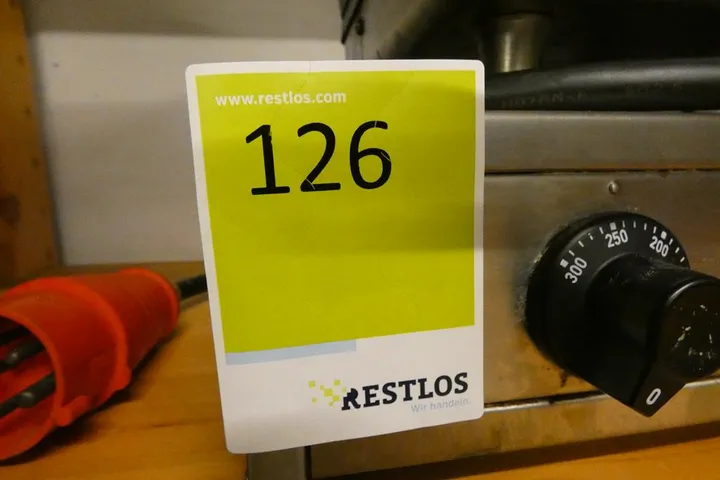 www.restlos.com
126
RESTLOS
Wir handeln
300 250 200
0